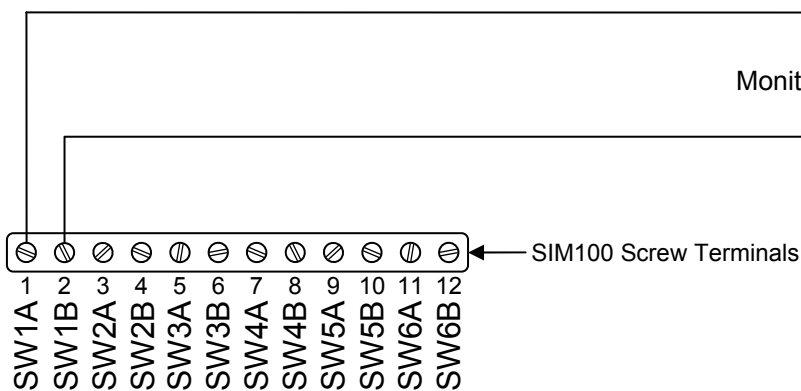 Monit
SIM100 Screw Terminals
1 2 3 4 5 6 7 8 9 10 11 12
SW1A
SW1B
SW2A
SW2B
SW3A
SW3B
SW4A
SW4B
SW5A
SW5B
SW6A
SW6B